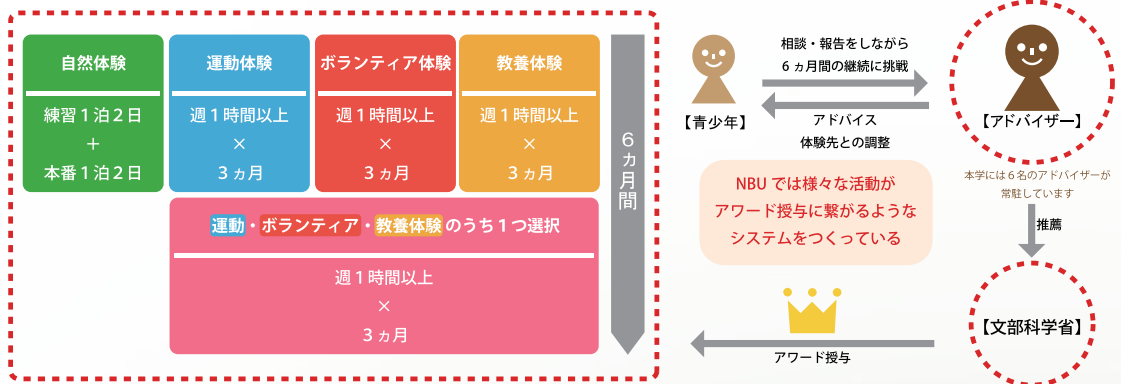 自然体験
練習１泊２日
＋
本番１泊２日
運動体験
週１時間以上
×
３ヵ月
ボランティア体験
週１時間以上
×
３ヵ月
教養体験
週１時間以上
×
３ヵ月
運動・ボランティア・教養体験のうち１つ選択
週１時間以上
×
３ヵ月
６ヵ月間
【青少年】
相談・報告をしながら
６ヵ月間の継続に挑戦
アドバイス
体験先との調整
【アドバイザー】
本学には６名のアドバイザーが
常駐しています
推薦
NBUでは様々な活動が
アワード授与に繋がるような
システムをつくっている
【文部科学省】
アワード授与